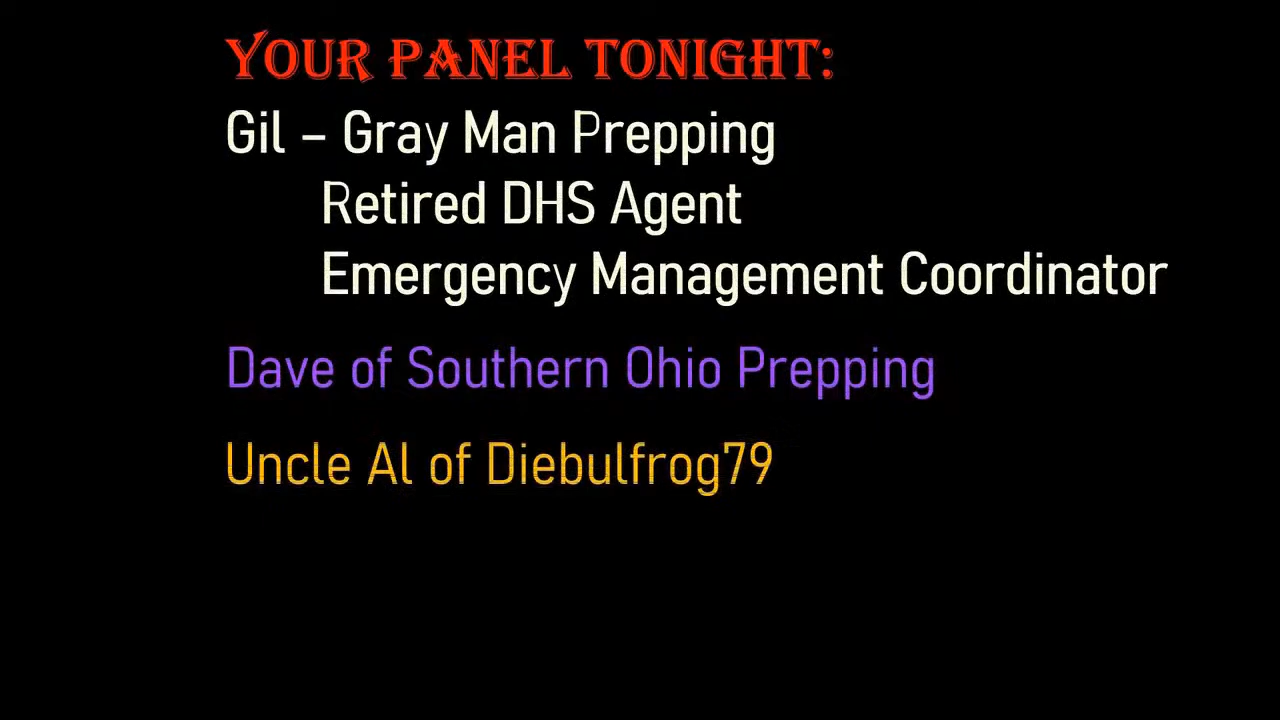 YOUR PANEL TONIGHT:
Gil – Gray Man Prepping
Retired DHS Agent
Emergency Management Coordinator
Dave of Southern Ohio Prepping
Uncle Al of Diebulfrog79